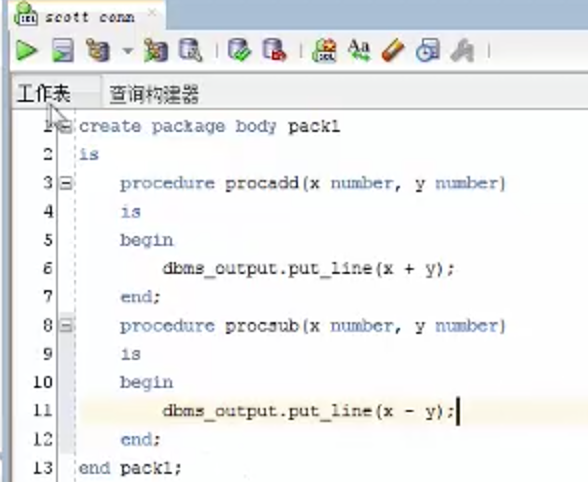 scott conn
工作表 查询构建器
1 create package body pack1
2 is
3 procedure procadd(x number, y number)
4 is
5 begin
6 dbms_output.put_line(x + y);
7 end;
8 procedure procsub(x number, y number)
9 is
10 begin
11 dbms_output.put_line(x - y);
12 end;
13 end pack1;